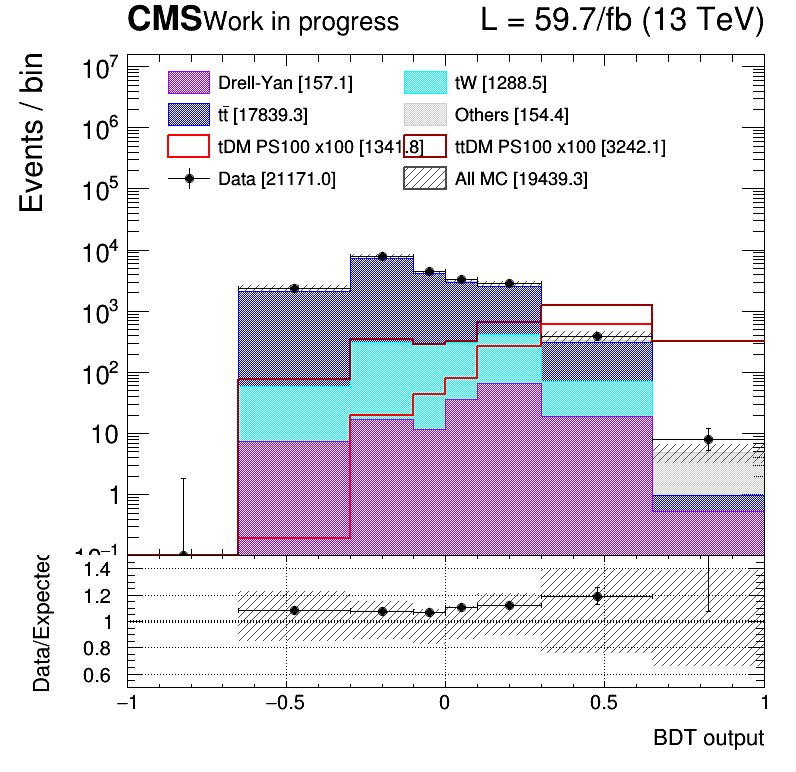 CMS Work in progress L = 59.7/fb (13 TeV)
Events / bin
Drell-Yan [157.1] tW [1288.5]
tt̄ [17839.3] Others [154.4]
tDM PS100 x100 [1341.8] ttDM PS100 x100 [3242.1]
Data [21171.0] All MC [19439.3]
10⁷
10⁶
10⁵
10⁴
10³
10²
10
1
10⁻¹
Data/Expected
1.4
1.2
1
0.8
0.6
−1 −0.5 0 0.5 1
BDT output